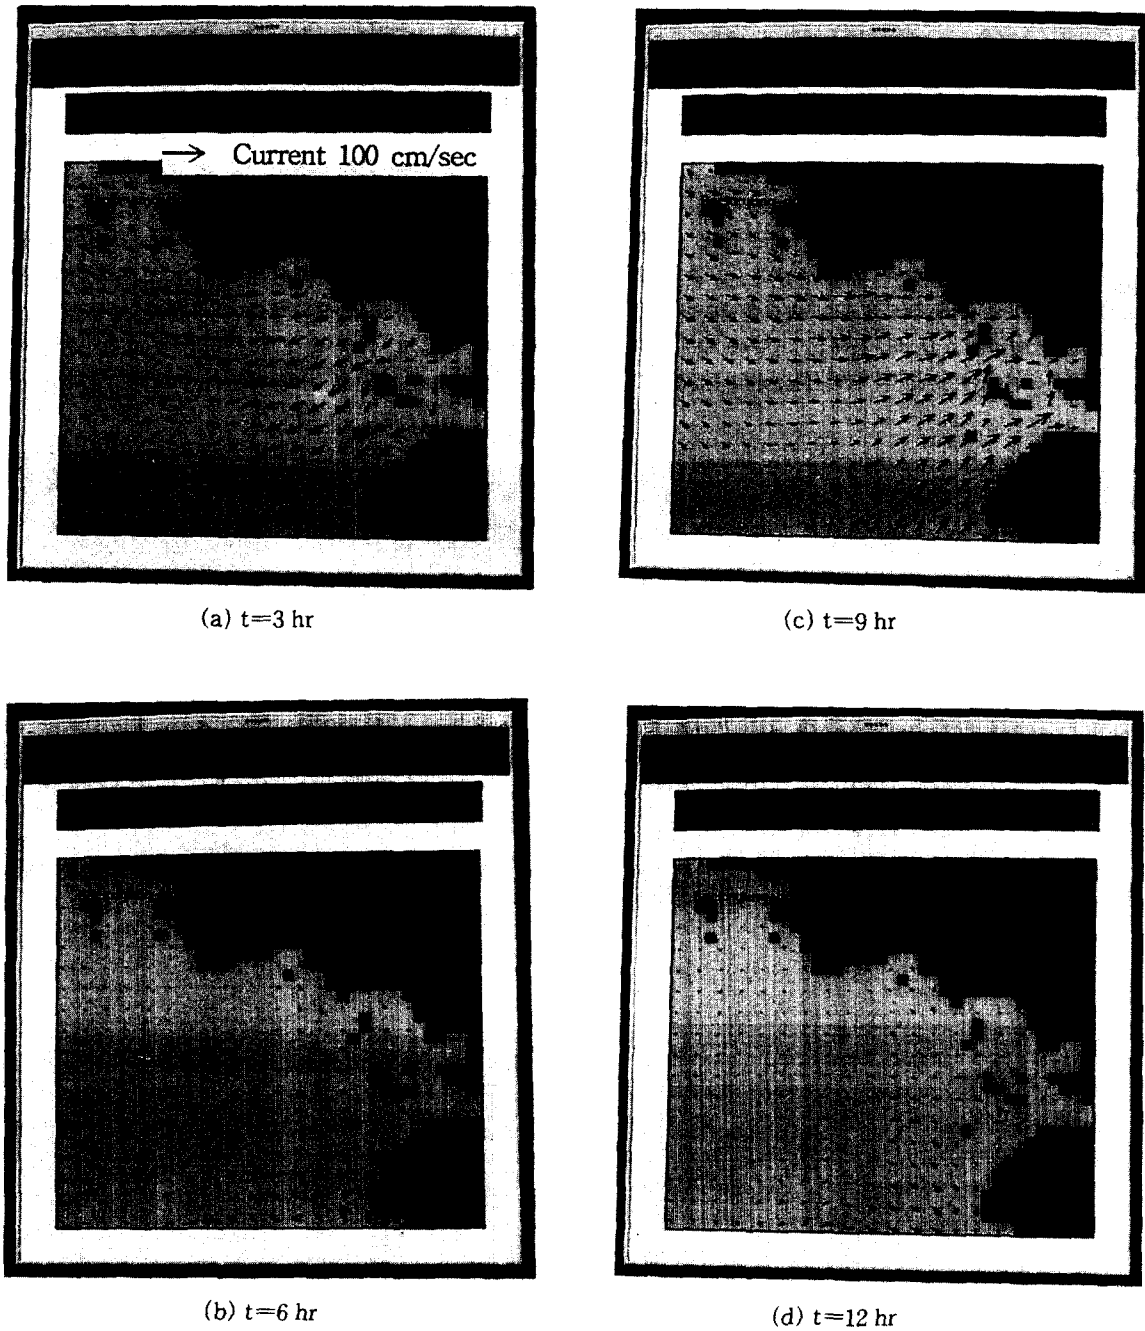 → Current 100 cm/sec
(a) t=3 hr
(c) t=9 hr
(b) t=6 hr
(d) t=12 hr